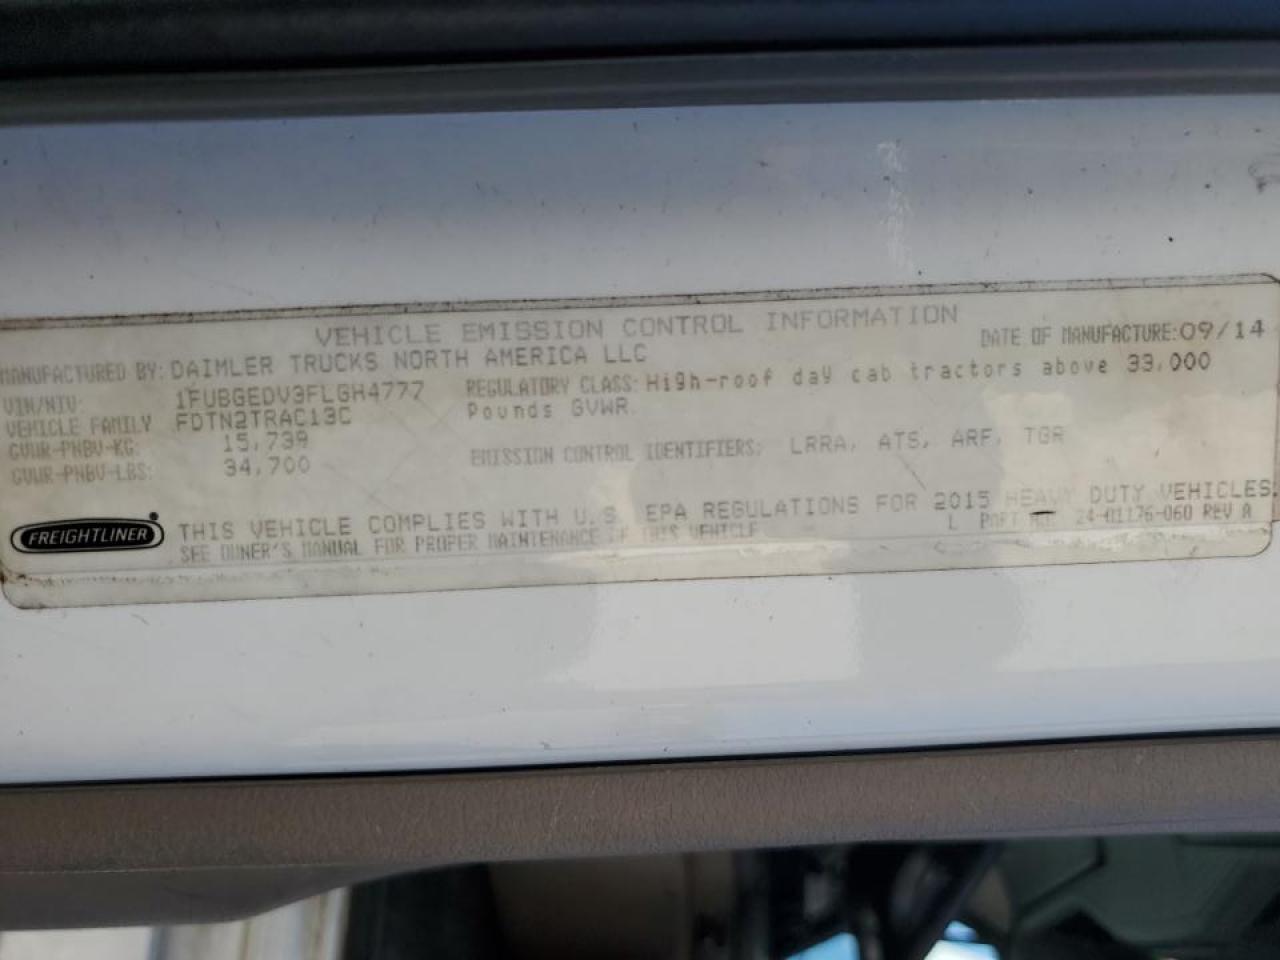 VEHICLE EMISSION CONTROL INFORMATION
MANUFACTURED BY: DAIMLER TRUCKS NORTH AMERICA LLC DATE OF MANUFACTURE: 09/14
VIN/NIV: 1FUBGEDV3FLGH4777 REGULATORY CLASS: High-roof day cab tractors above 33,000
VEHICLE FAMILY FDTN2TRAC13C Pounds GVWR
GVWR-PNBV-KG: 15,739
GVWR-PNBV-LBS: 34,700 EMISSION CONTROL IDENTIFIERS: LRRA, ATS, ARF, TGR
FREIGHTLINER
THIS VEHICLE COMPLIES WITH U.S. EPA REGULATIONS FOR 2015 HEAVY DUTY VEHICLES.
SEE OWNER'S MANUAL FOR PROPER MAINTENANCE OF THIS VEHICLE L PART NO. 24-01176-060 REV A